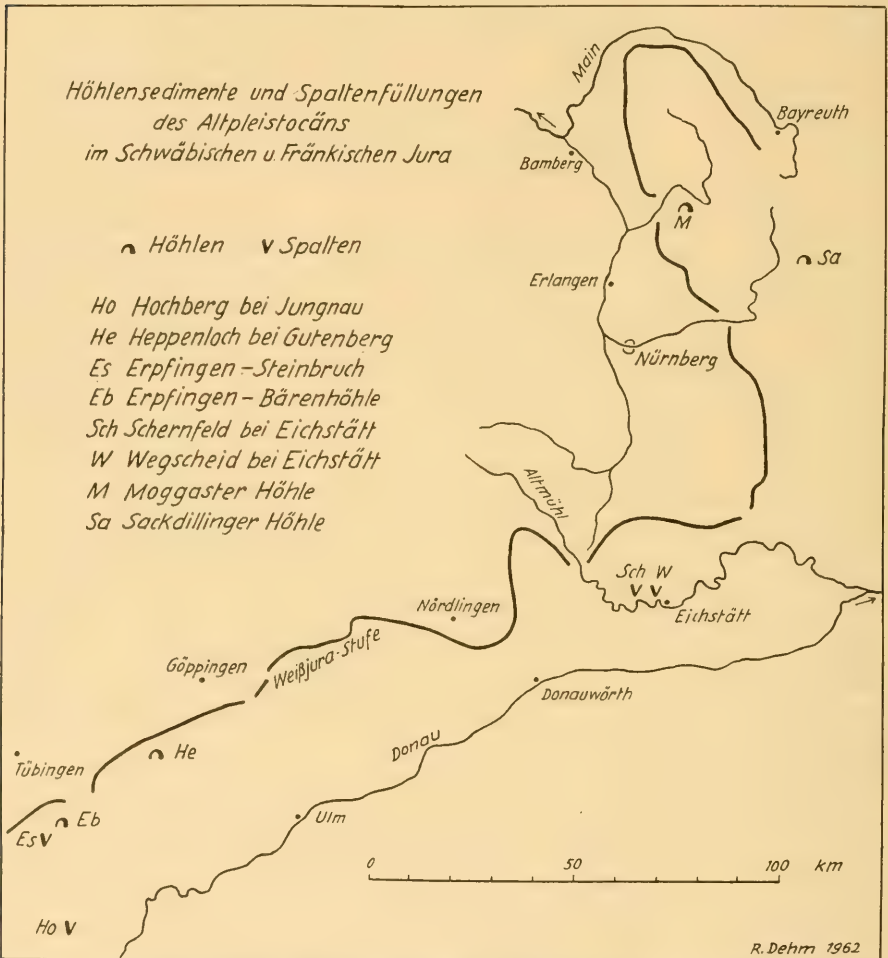 Höhlensedimente und Spaltenfüllungen
des Altpleistocäns
im Schwäbischen u. Fränkischen Jura
Höhlen v Spalten
Ho Hochberg bei Jungnau
He Heppenloch bei Gutenberg
Es Erpfingen-Steinbruch
Eb Erpfingen-Bärenhöhle
Sch Schernfeld bei Eichstätt
W Wegscheid bei Eichstätt
M Moggaster Höhle
Sa Sackdillinger Höhle
Main
Bayreuth
Bamberg
M
Sa
Erlangen
Nürnberg
Altmühl
Sch W
v v
Eichstätt
Nördlingen
Weißjura-Stufe
Göppingen
Donauwörth
Donau
He
Tübingen
Eb
Es v
Ulm
0 50 100 km
Ho v
R. Dehm 1962